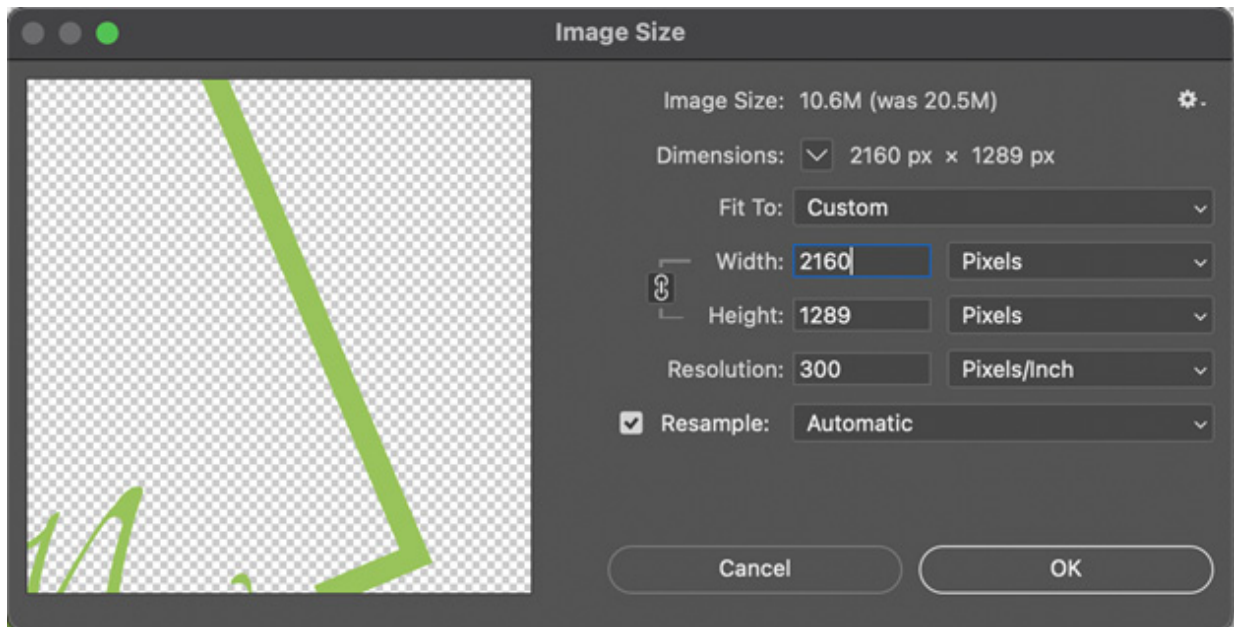 Image Size
Image Size: 10.6M (was 20.5M)
Dimensions: 2160 px × 1289 px
Fit To: Custom
Width: 2160 Pixels
Height: 1289 Pixels
Resolution: 300 Pixels/Inch
Resample: Automatic
Cancel OK